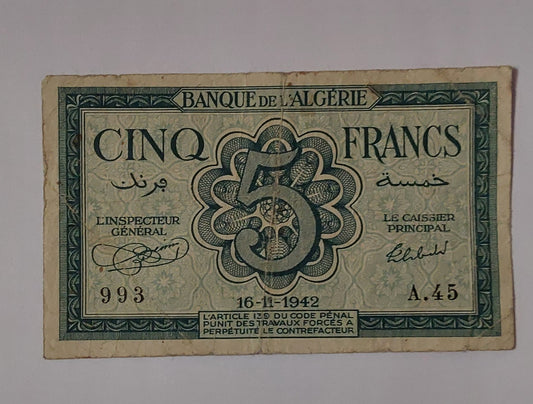 BANQUE DE L'ALGÉRIE
CINQ 5 FRANCS
فرنك خمسة
L'INSPECTEUR GÉNÉRAL
LE CAISSIER PRINCIPAL
993
16-11-1942
A.45
L'ARTICLE 139 DU CODE PÉNAL
PUNIT DES TRAVAUX FORCÉS A
PERPÉTUITÉ LE CONTREFACTEUR